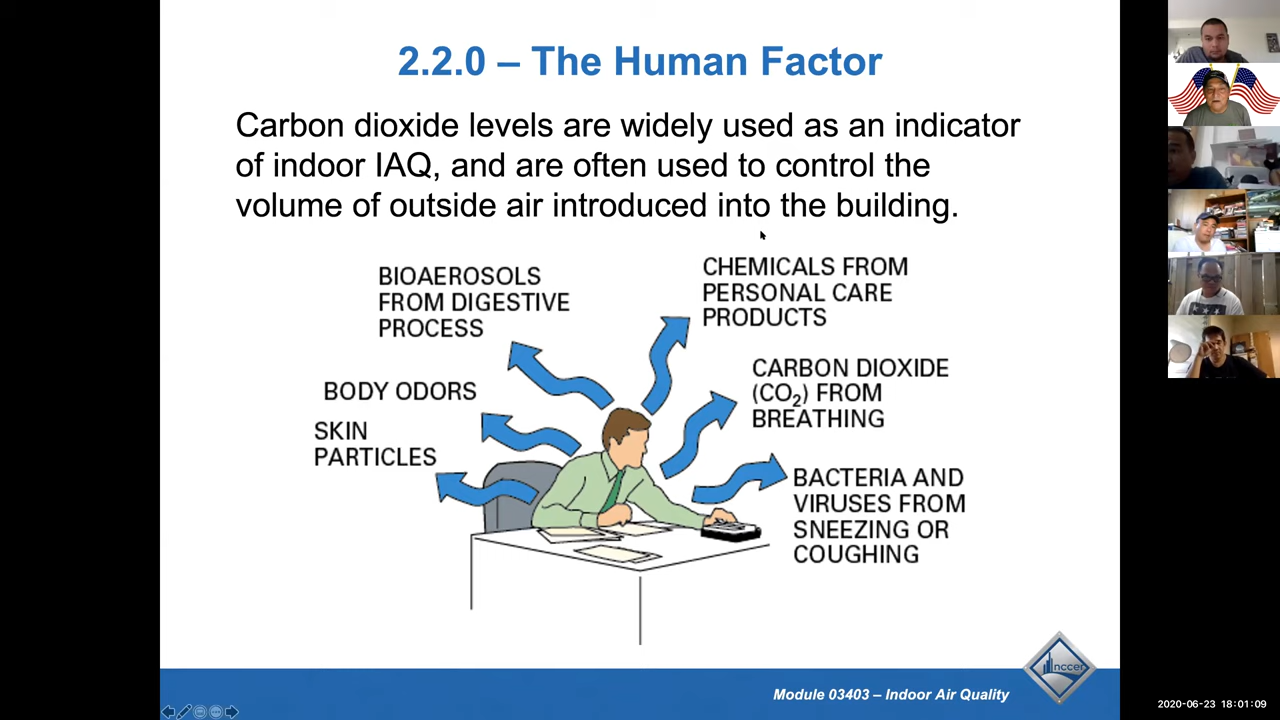 2.2.0 – The Human Factor
Carbon dioxide levels are widely used as an indicator
of indoor IAQ, and are often used to control the
volume of outside air introduced into the building.
BIOAEROSOLS
FROM DIGESTIVE
PROCESS
CHEMICALS FROM
PERSONAL CARE
PRODUCTS
BODY ODORS
CARBON DIOXIDE
(CO₂) FROM
BREATHING
SKIN
PARTICLES
BACTERIA AND
VIRUSES FROM
SNEEZING OR
COUGHING
nccer
Module 03403 – Indoor Air Quality
2020-06-23 18:01:09